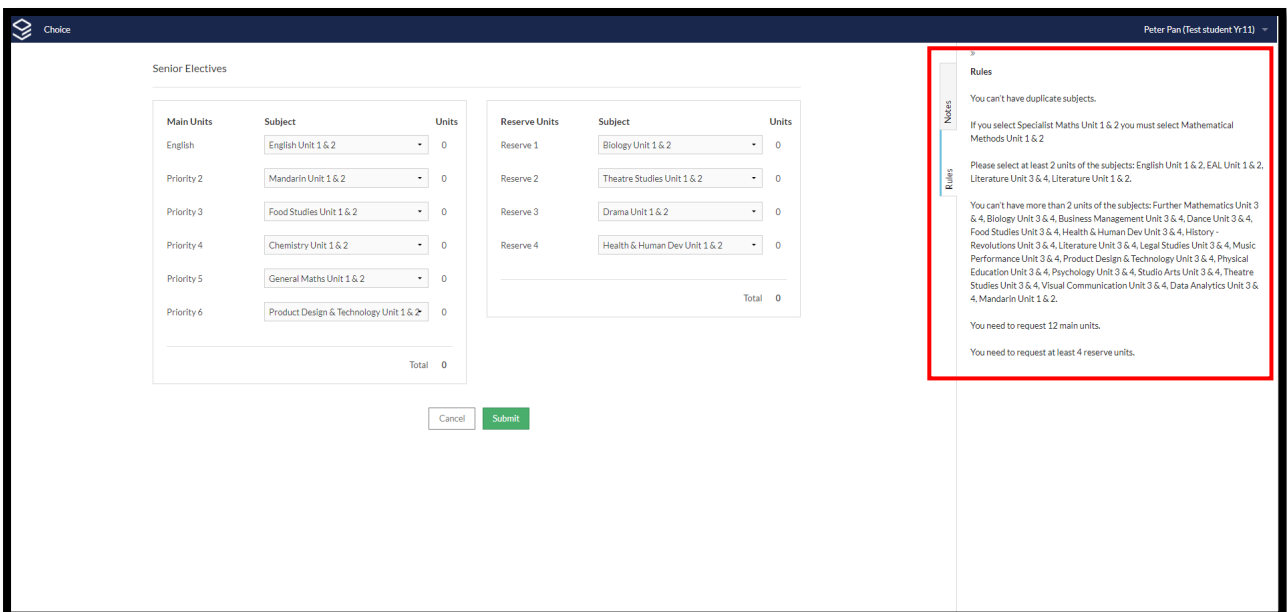 Choice
Peter Pan (Test student Yr11)
Senior Electives
Main Units Subject Units
English English Unit 1 & 2 0
Priority 2 Mandarin Unit 1 & 2 0
Priority 3 Food Studies Unit 1 & 2 0
Priority 4 Chemistry Unit 1 & 2 0
Priority 5 General Maths Unit 1 & 2 0
Priority 6 Product Design & Technology Unit 1 & 2 0
Total 0
Reserve Units Subject Units
Reserve 1 Biology Unit 1 & 2 0
Reserve 2 Theatre Studies Unit 1 & 2 0
Reserve 3 Drama Unit 1 & 2 0
Reserve 4 Health & Human Dev Unit 1 & 2 0
Total 0
Cancel Submit
Notes
Rules
»
Rules
You can't have duplicate subjects.
If you select Specialist Maths Unit 1 & 2 you must select Mathematical
Methods Unit 1 & 2
Please select at least 2 units of the subjects: English Unit 1 & 2, EAL Unit 1 & 2,
Literature Unit 3 & 4, Literature Unit 1 & 2.
You can't have more than 2 units of the subjects: Further Mathematics Unit 3
& 4, Biology Unit 3 & 4, Business Management Unit 3 & 4, Dance Unit 3 & 4,
Food Studies Unit 3 & 4, Health & Human Dev Unit 3 & 4, History -
Revolutions Unit 3 & 4, Literature Unit 3 & 4, Legal Studies Unit 3 & 4, Music
Performance Unit 3 & 4, Product Design & Technology Unit 3 & 4, Physical
Education Unit 3 & 4, Psychology Unit 3 & 4, Studio Arts Unit 3 & 4, Theatre
Studies Unit 3 & 4, Visual Communication Unit 3 & 4, Data Analytics Unit 3 &
4, Mandarin Unit 1 & 2.
You need to request 12 main units.
You need to request at least 4 reserve units.